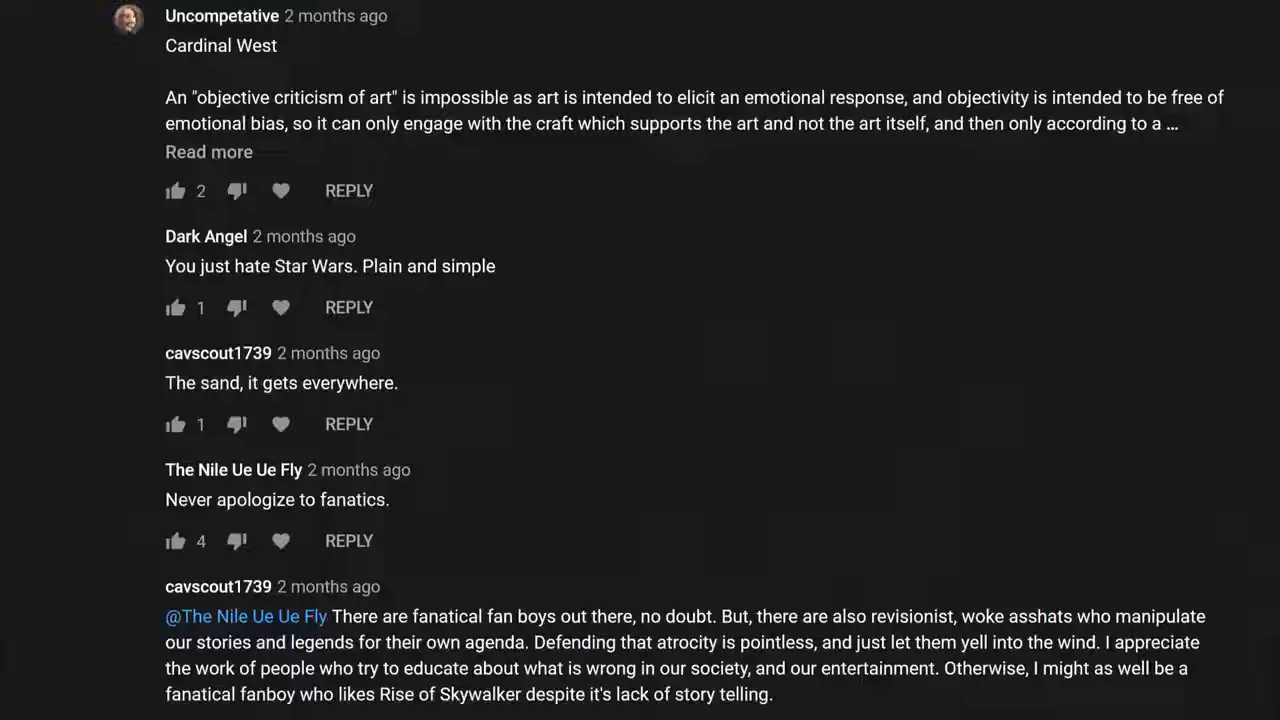 Uncompetative 2 months ago
Cardinal West
An "objective criticism of art" is impossible as art is intended to elicit an emotional response, and objectivity is intended to be free of
emotional bias, so it can only engage with the craft which supports the art and not the art itself, and then only according to a ...
Read more
2 REPLY
Dark Angel 2 months ago
You just hate Star Wars. Plain and simple
1 REPLY
cavscout1739 2 months ago
The sand, it gets everywhere.
1 REPLY
The Nile Ue Ue Fly 2 months ago
Never apologize to fanatics.
4 REPLY
cavscout1739 2 months ago
@The Nile Ue Ue Fly There are fanatical fan boys out there, no doubt. But, there are also revisionist, woke asshats who manipulate
our stories and legends for their own agenda. Defending that atrocity is pointless, and just let them yell into the wind. I appreciate
the work of people who try to educate about what is wrong in our society, and our entertainment. Otherwise, I might as well be a
fanatical fanboy who likes Rise of Skywalker despite it's lack of story telling.